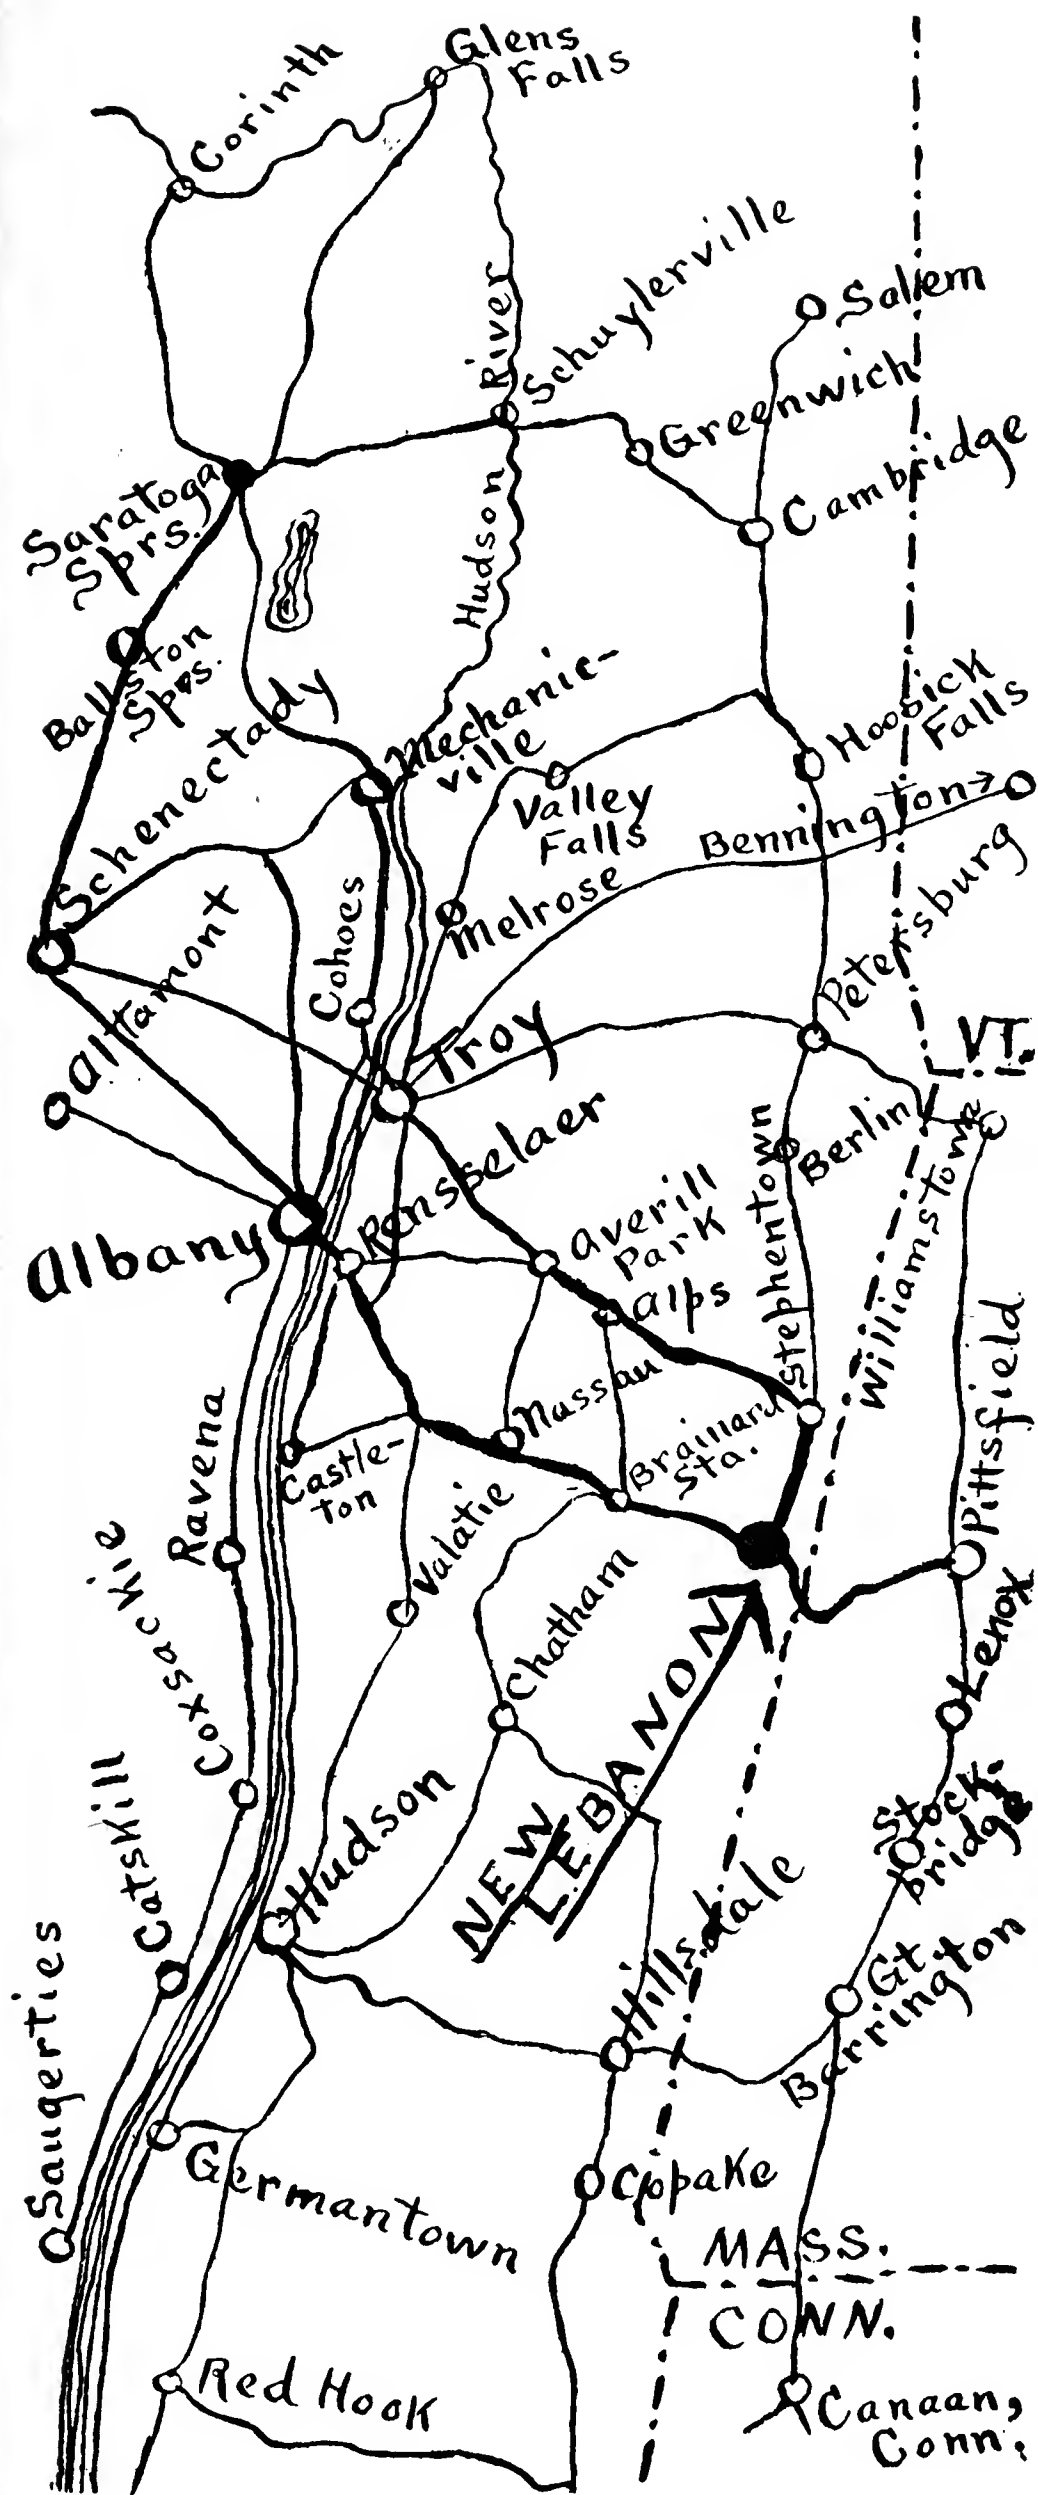 Glens
Falls
Corinth
Schuylerville
River
Salem
Greenwich
Cambridge
Saratoga
Sprs.
Hudson
Ballston
Sprs.
Hoosick
Falls
Mechanic-
ville
Schenectady
Valley
Falls
Bennington→
Melrose
Petersburg
Cohoes
Altamont
Troy
VT.
Berlin
Williamstown
Rensselaer
Averill
Park
Albany
Alps
Stephentown
Nassau
Brainard
Sta.
Pittsfield
Castle-
ton
Ravena
Valatie
Chatham
Lenox
Coxsackie
NEW
LEBANON
Stock-
bridge
Catskill
Hudson
Hillsdale
Gt
Barrington
Saugerties
Germantown
Copake
MASS.
CONN.
Red Hook
Canaan,
Conn.